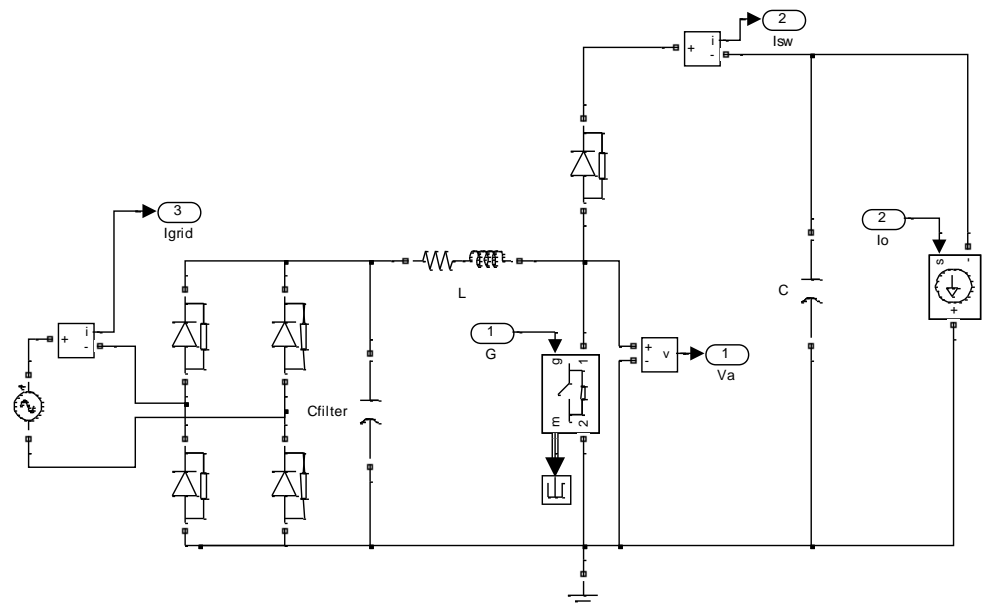 2
i
+
-
Isw
3
Igrid
2
Io
s
-
+
L
C
1
G
i
+
-
g
1
m
2
+
-
v
1
Va
Cfilter